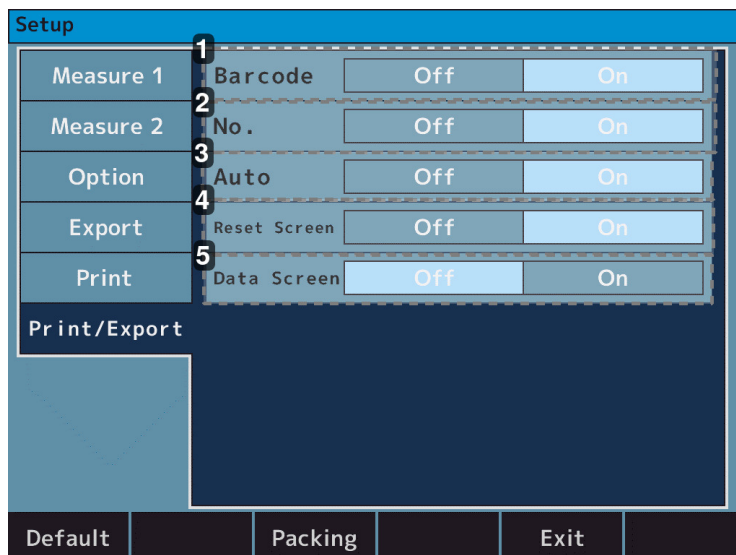 Setup
Measure 1
Measure 2
Option
Export
Print
Print/Export
1
Barcode Off On
2
No. Off On
3
Auto Off On
4
Reset Screen Off On
5
Data Screen Off On
Default Packing Exit